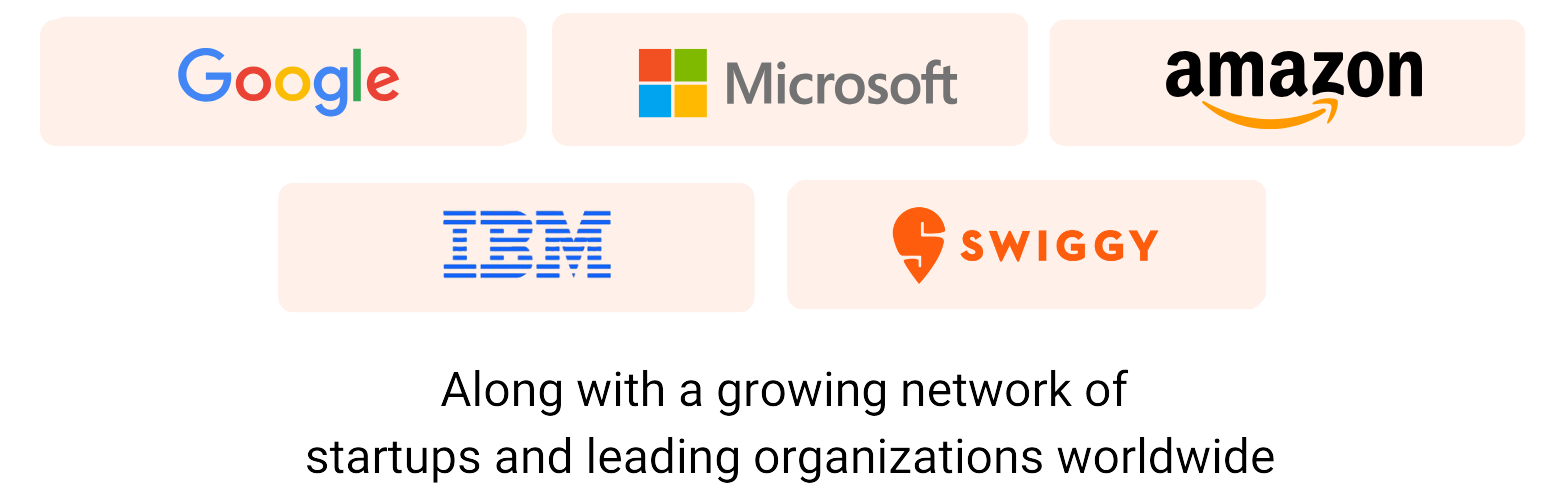 Google
Microsoft
amazon
IBM
SWIGGY
Along with a growing network of
startups and leading organizations worldwide